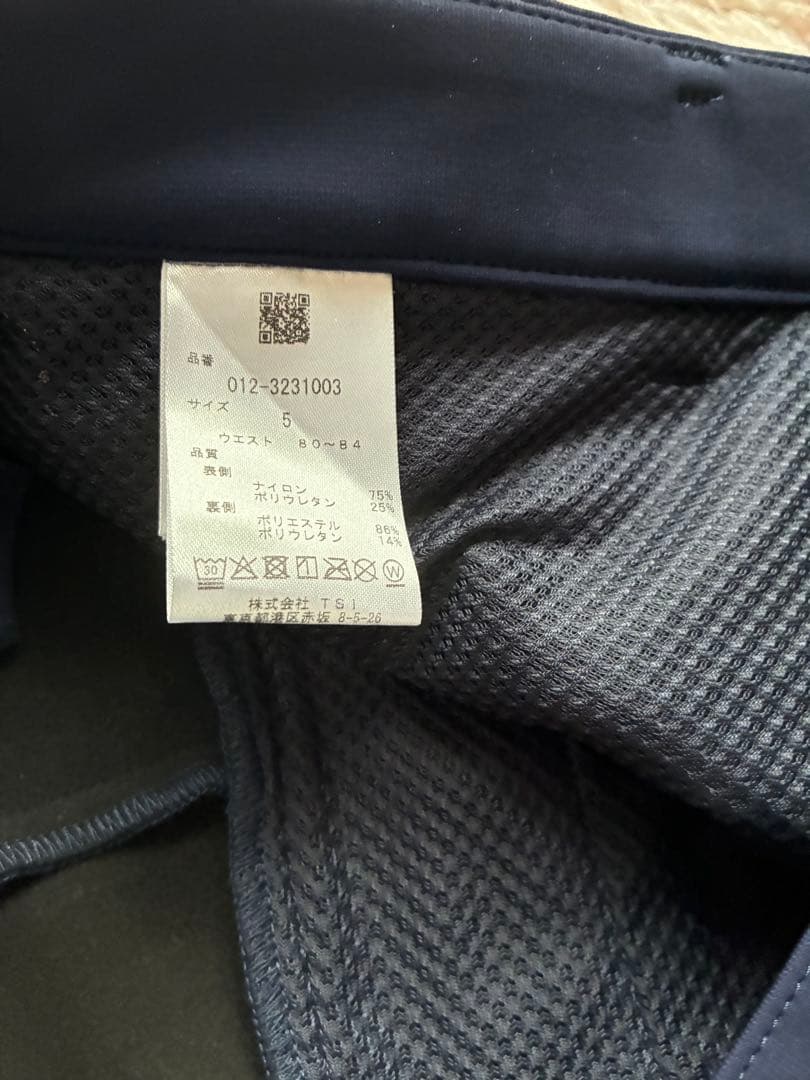 品番
012-3231003
サイズ
5
ウエスト 80~84
品質
表側
ナイロン 75%
ポリウレタン 25%
裏側
ポリエステル 86%
ポリウレタン 14%
30
W
株式会社 TSI
東京都港区赤坂 8-5-26